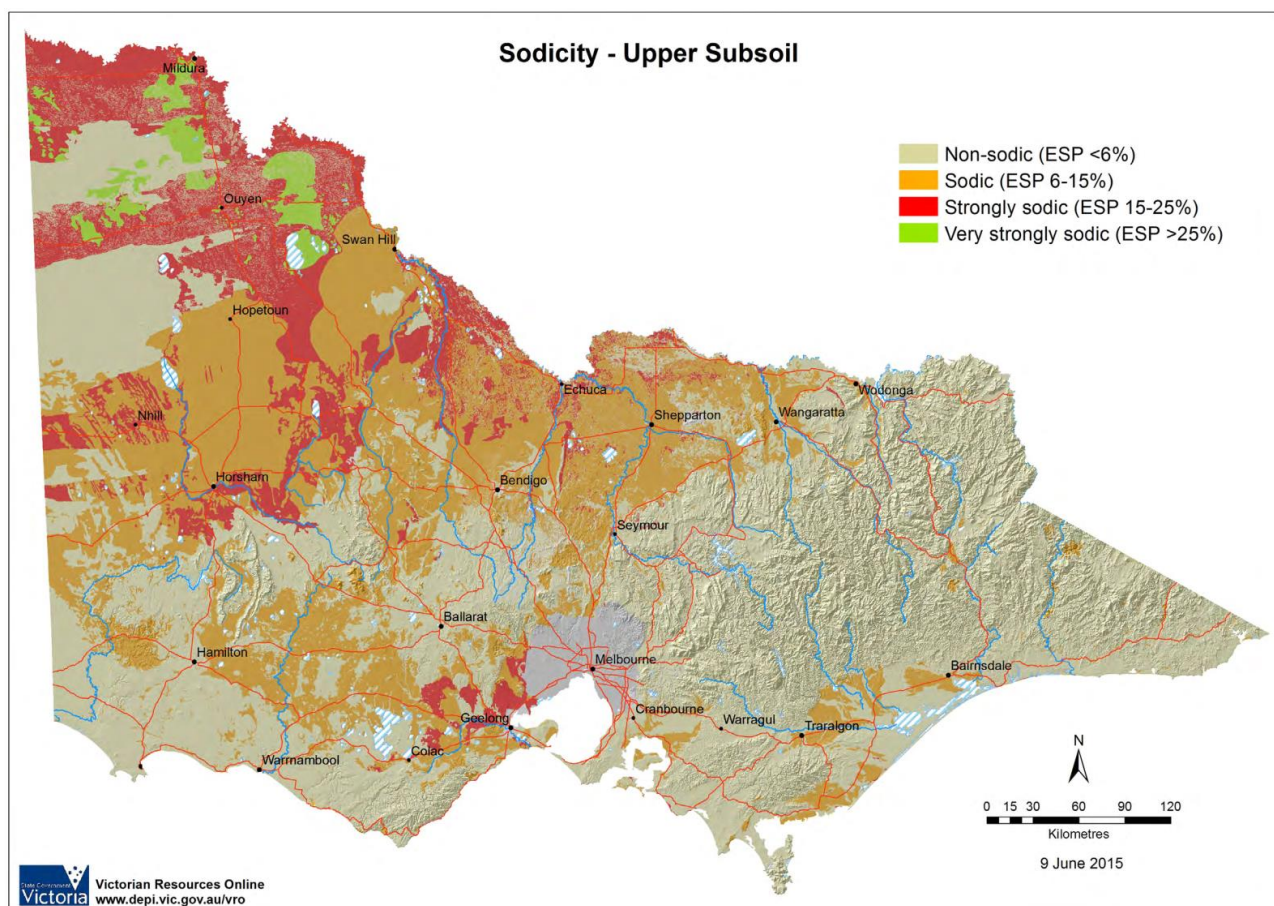 Sodicity - Upper Subsoil
Non-sodic (ESP <6%)
Sodic (ESP 6-15%)
Strongly sodic (ESP 15-25%)
Very strongly sodic (ESP >25%)
Mildura
Ouyen
Swan Hill
Hopetoun
Nhill
Echuca
Wodonga
Shepparton
Wangaratta
Horsham
Bendigo
Seymour
Ballarat
Hamilton
Melbourne
Bairnsdale
Geelong
Cranbourne
Warragul
Traralgon
Colac
Warrnambool
N
0 15 30 60 90 120
Kilometres
9 June 2015
State Government
Victoria
Victorian Resources Online
www.depi.vic.gov.au/vro